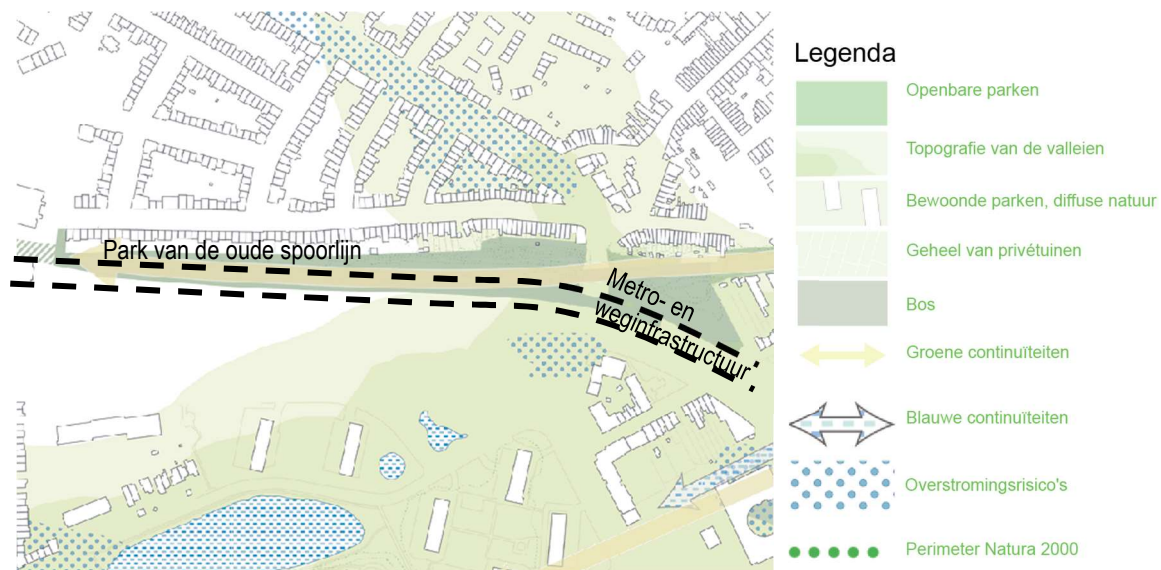 Park van de oude spoorlijn
Metro- en
weginfrastructuur
Legenda
Openbare parken
Topografie van de valleien
Bewoonde parken, diffuse natuur
Geheel van privétuinen
Bos
Groene continuïteiten
Blauwe continuïteiten
Overstromingsrisico's
Perimeter Natura 2000